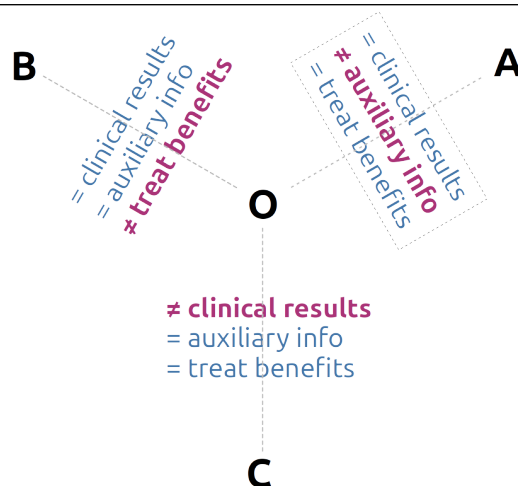 B
= clinical results
= auxiliary info
≠ treat benefits
A
= clinical results
≠ auxiliary info
= treat benefits
O
≠ clinical results
= auxiliary info
= treat benefits
C